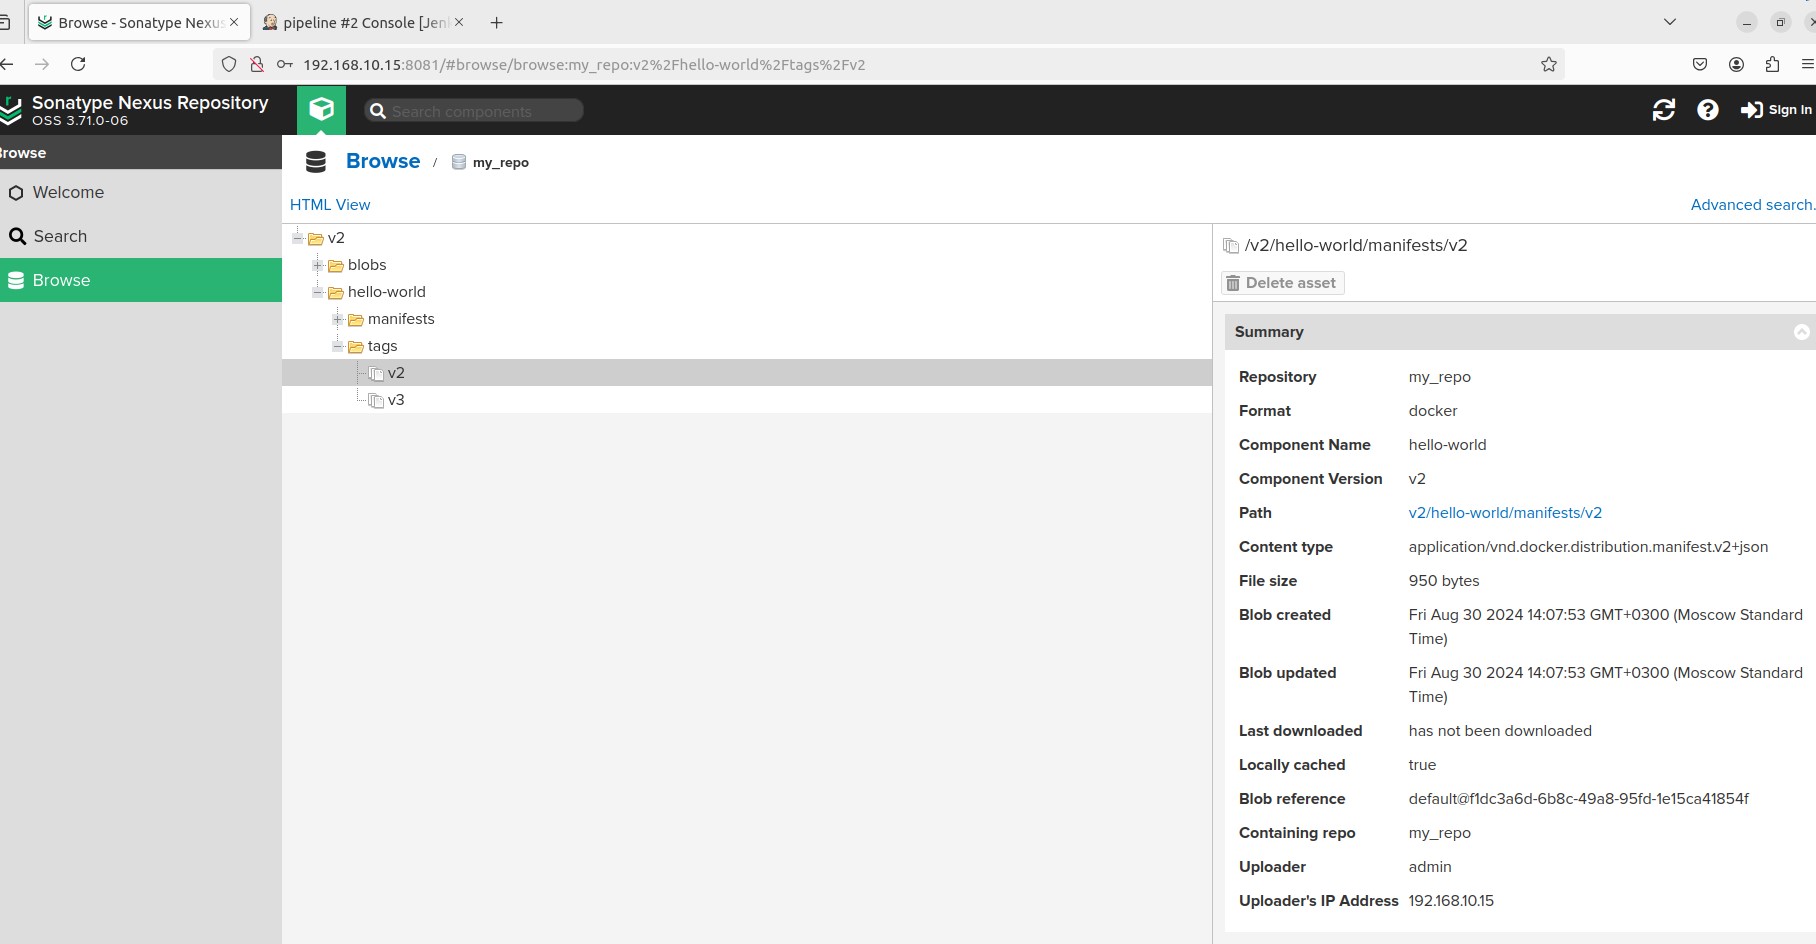 Browse - Sonatype Nexus
pipeline #2 Console [Jen
192.168.10.15:8081/#browse/browse:my_repo:v2%2Fhello-world%2Ftags%2Fv2
Sonatype Nexus Repository
OSS 3.71.0-06
Search components
Sign in
rowse
Browse / my_repo
Welcome
HTML View
Advanced search.
Search
Browse
v2
blobs
hello-world
manifests
tags
v2
v3
/v2/hello-world/manifests/v2
Delete asset
Summary
Repository my_repo
Format docker
Component Name hello-world
Component Version v2
Path v2/hello-world/manifests/v2
Content type application/vnd.docker.distribution.manifest.v2+json
File size 950 bytes
Blob created Fri Aug 30 2024 14:07:53 GMT+0300 (Moscow Standard
Time)
Blob updated Fri Aug 30 2024 14:07:53 GMT+0300 (Moscow Standard
Time)
Last downloaded has not been downloaded
Locally cached true
Blob reference default@f1dc3a6d-6b8c-49a8-95fd-1e15ca41854f
Containing repo my_repo
Uploader admin
Uploader's IP Address 192.168.10.15